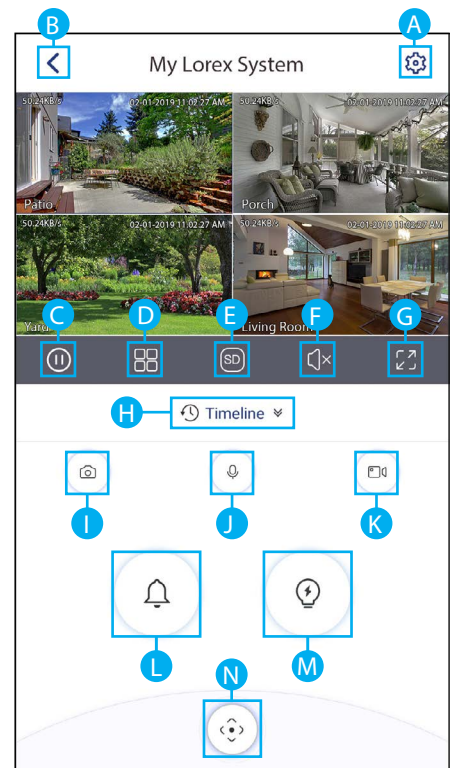 B
A
My Lorex System
50.24KB/s 02-01-2019 11:02:27 AM
50.24KB/s 02-01-2019 11:02:27 AM
Patio
Porch
50.24KB/s 02-01-2019 11:02:27 AM
50.24KB/s 02-01-2019 11:02:27 AM
Yard
Living Room
C
D
E
F
G
SD
H
Timeline
I
J
K
L
M
N